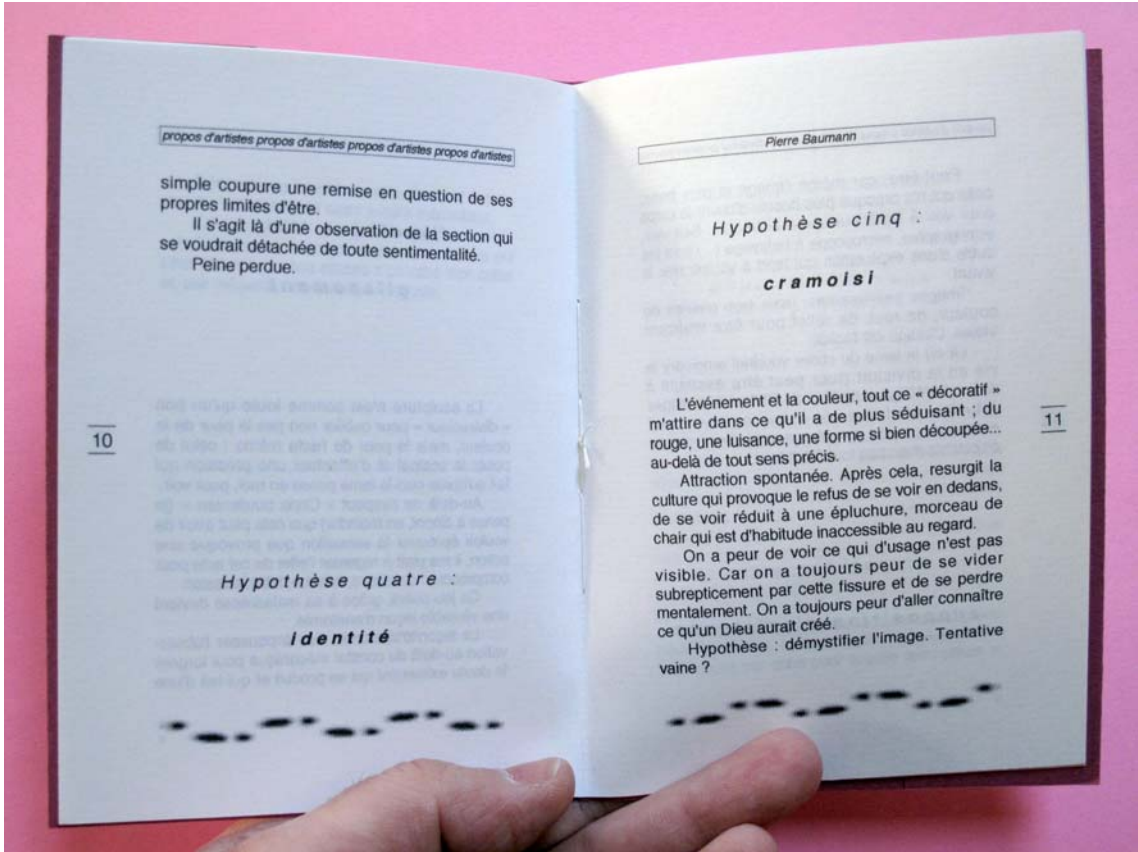 propos d'artistes propos d'artistes propos d'artistes propos d'artistes
simple coupure une remise en question de ses
propres limites d'être.
Il s'agit là d'une observation de la section qui
se voudrait détachée de toute sentimentalité.
Peine perdue.
10
Hypothèse quatre :
identité
Pierre Baumann
Hypothèse cinq :
cramoisi
L'événement et la couleur, tout ce « décoratif »
m'attire dans ce qu'il a de plus séduisant ; du
rouge, une luisance, une forme si bien découpée...
au-delà de tout sens précis.
Attraction spontanée. Après cela, resurgit la
culture qui provoque le refus de se voir en dedans,
de se voir réduit à une épluchure, morceau de
chair qui est d'habitude inaccessible au regard.
On a peur de voir ce qui d'usage n'est pas
visible. Car on a toujours peur de se vider
subrepticement par cette fissure et de se perdre
mentalement. On a toujours peur d'aller connaître
ce qu'un Dieu aurait créé.
Hypothèse : démystifier l'image. Tentative
vaine ?
11